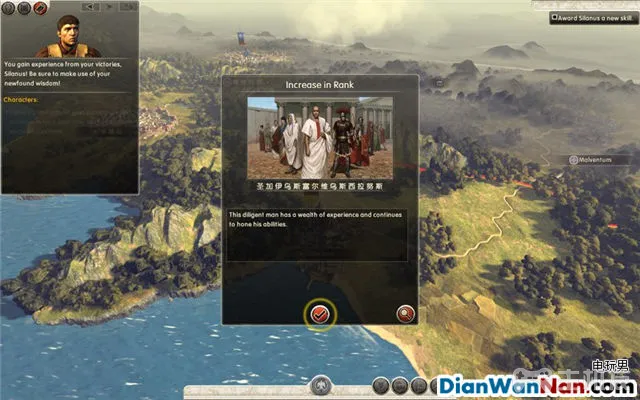 You gain experience from your victories,
Silanus! Be sure to make use of your
newfound wisdom!
Characters:
Award Silanus a new skill.
Increase in Rank
圣加伊乌斯富尔维乌斯西拉努斯
This diligent man has a wealth of experience and continues
to hone his abilities.
Malventum
电玩男
DianWanNan.com